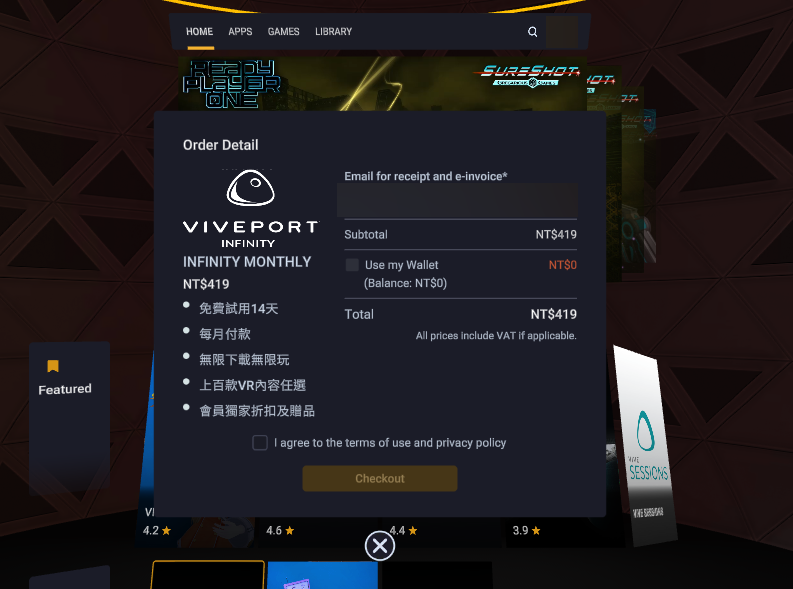 HOME APPS GAMES LIBRARY
READY PLAYER ONE
SURESHOT
Order Detail
VIVEPORT
INFINITY
INFINITY MONTHLY
NT$419
免費試用14天
每月付款
無限下載無限玩
上百款VR內容任選
會員獨家折扣及贈品
Email for receipt and e-invoice*
Subtotal NT$419
Use my Wallet NT$0
(Balance: NT$0)
Total NT$419
All prices include VAT if applicable.
I agree to the terms of use and privacy policy
Checkout
Featured
VIVE
SESSIONS
VIVE SESSIONS
4.2
4.6
4.4
3.9